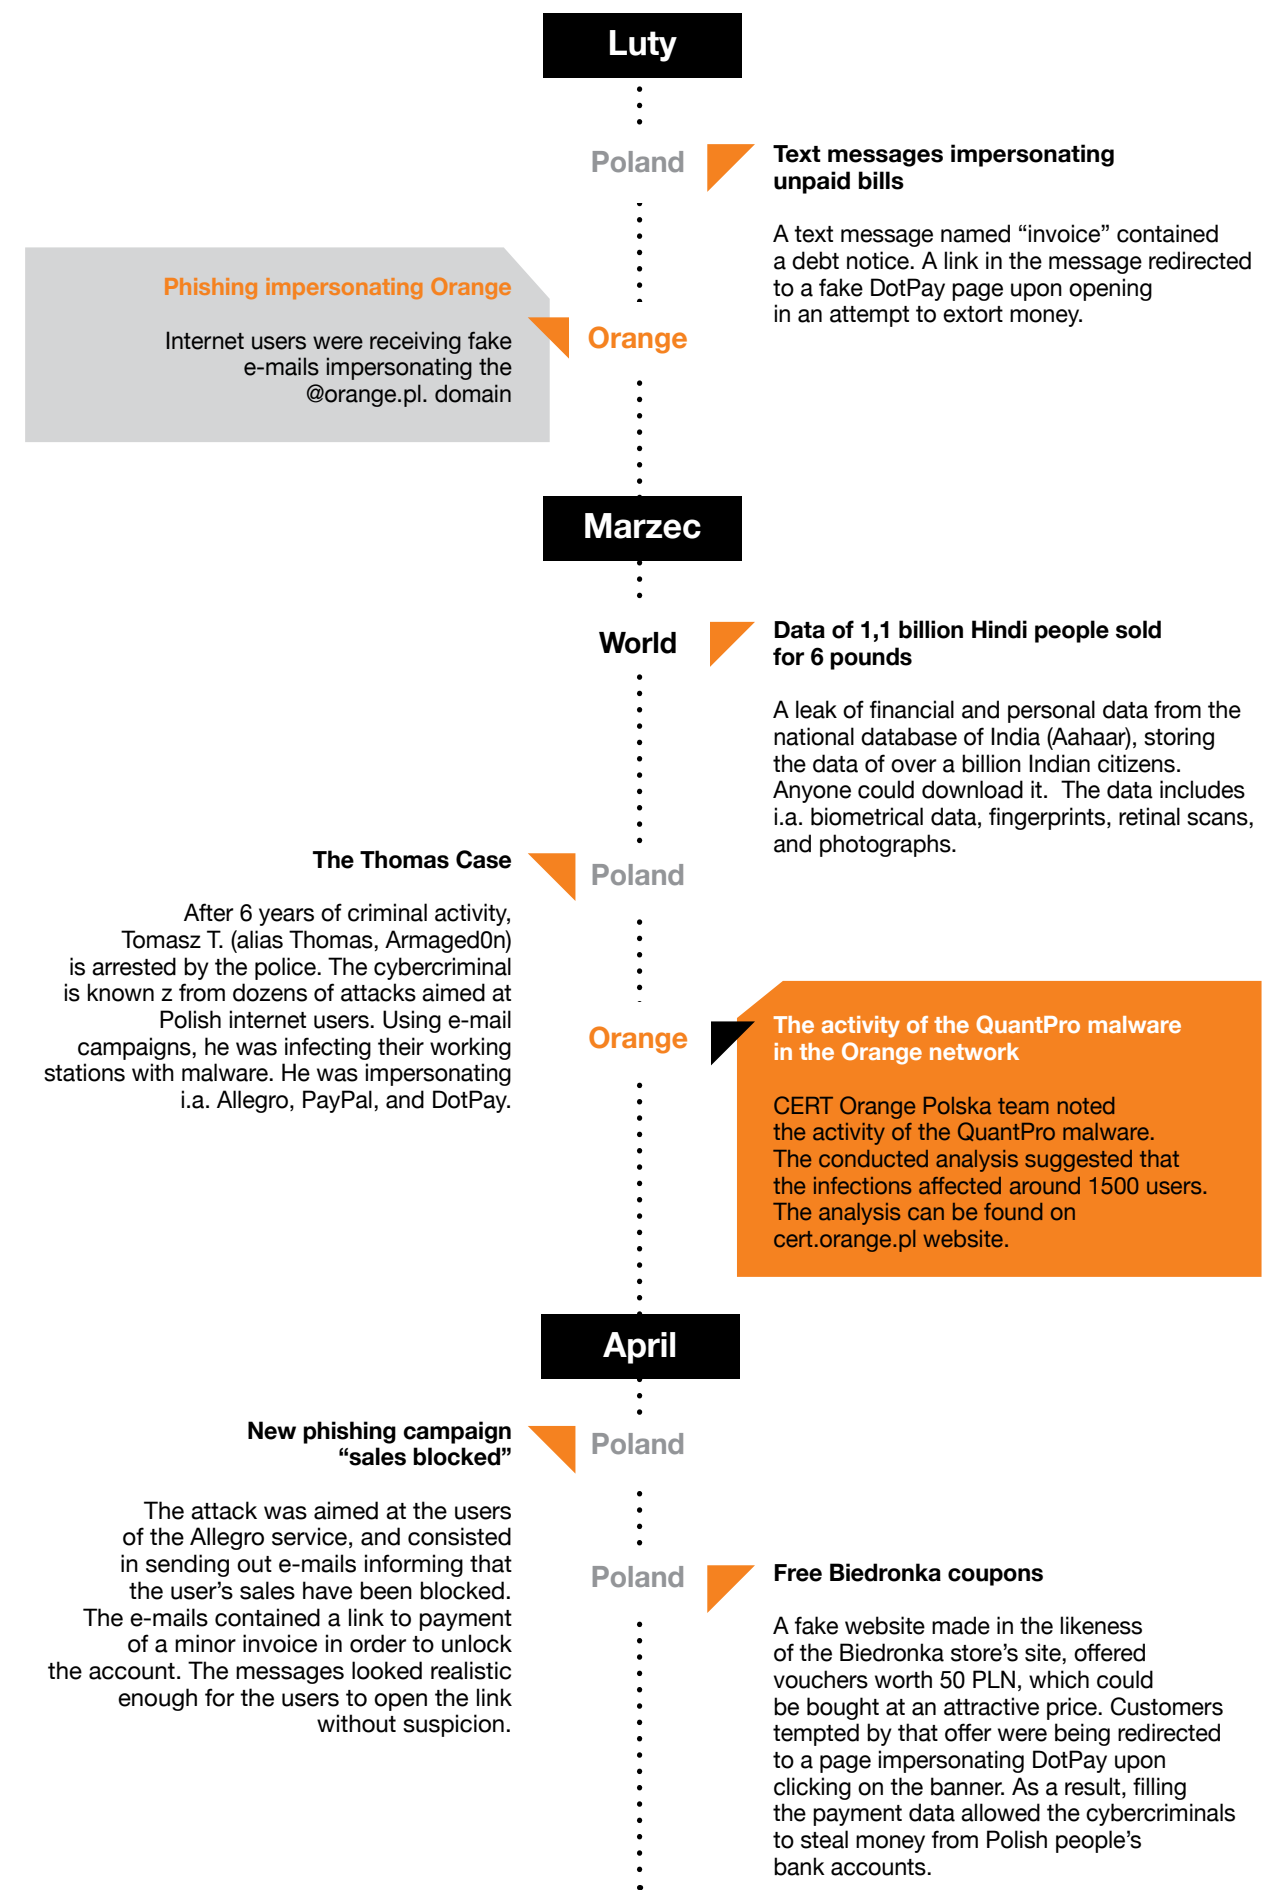 Luty
Poland
Text messages impersonating
unpaid bills
A text message named “invoice” contained
a debt notice. A link in the message redirected
to a fake DotPay page upon opening
in an attempt to extort money.
Phishing impersonating Orange
Internet users were receiving fake
e-mails impersonating the
@orange.pl. domain
Orange
Marzec
World
Data of 1,1 billion Hindi people sold
for 6 pounds
A leak of financial and personal data from the
national database of India (Aahaar), storing
the data of over a billion Indian citizens.
Anyone could download it.  The data includes
i.a. biometrical data, fingerprints, retinal scans,
and photographs.
The Thomas Case
Poland
After 6 years of criminal activity,
Tomasz T. (alias Thomas, Armaged0n)
is arrested by the police. The cybercriminal
is known z from dozens of attacks aimed at
Polish internet users. Using e-mail
campaigns, he was infecting their working
stations with malware. He was impersonating
i.a. Allegro, PayPal, and DotPay.
Orange
The activity of the QuantPro malware
in the Orange network
CERT Orange Polska team noted
the activity of the QuantPro malware.
The conducted analysis suggested that
the infections affected around 1500 users.
The analysis can be found on
cert.orange.pl website.
April
New phishing campaign
“sales blocked”
Poland
The attack was aimed at the users
of the Allegro service, and consisted
in sending out e-mails informing that
the user’s sales have been blocked.
The e-mails contained a link to payment
of a minor invoice in order to unlock
the account. The messages looked realistic
enough for the users to open the link
without suspicion.
Poland
Free Biedronka coupons
A fake website made in the likeness
of the Biedronka store’s site, offered
vouchers worth 50 PLN, which could
be bought at an attractive price. Customers
tempted by that offer were being redirected
to a page impersonating DotPay upon
clicking on the banner. As a result, filling
the payment data allowed the cybercriminals
to steal money from Polish people’s
bank accounts.